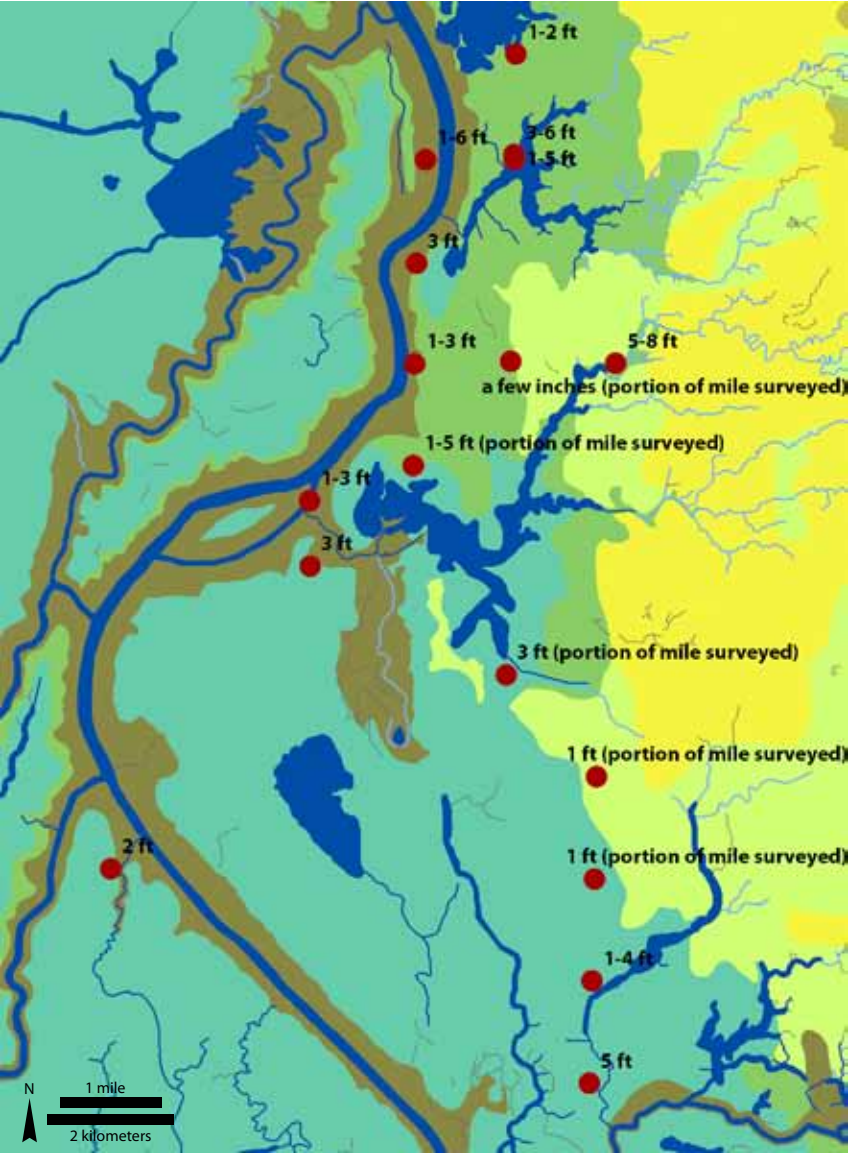 1-2 ft
3-6 ft
1-6 ft
1-5 ft
3 ft
1-3 ft
5-8 ft
a few inches (portion of mile surveyed)
1-5 ft (portion of mile surveyed)
1-3 ft
3 ft
3 ft (portion of mile surveyed)
1 ft (portion of mile surveyed)
2 ft
1 ft (portion of mile surveyed)
1-4 ft
5 ft
N
1 mile
2 kilometers